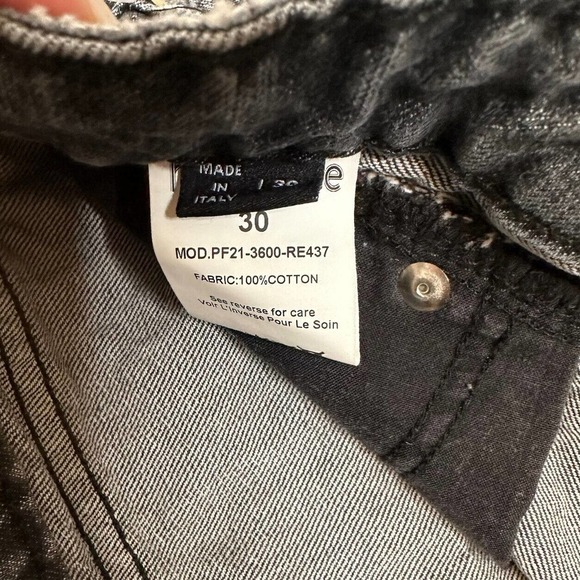 MADE
IN / 30
ITALY
30
MOD.PF21-3600-RE437
FABRIC:100%COTTON
See reverse for care
Voir L'Inverse Pour Le Soin